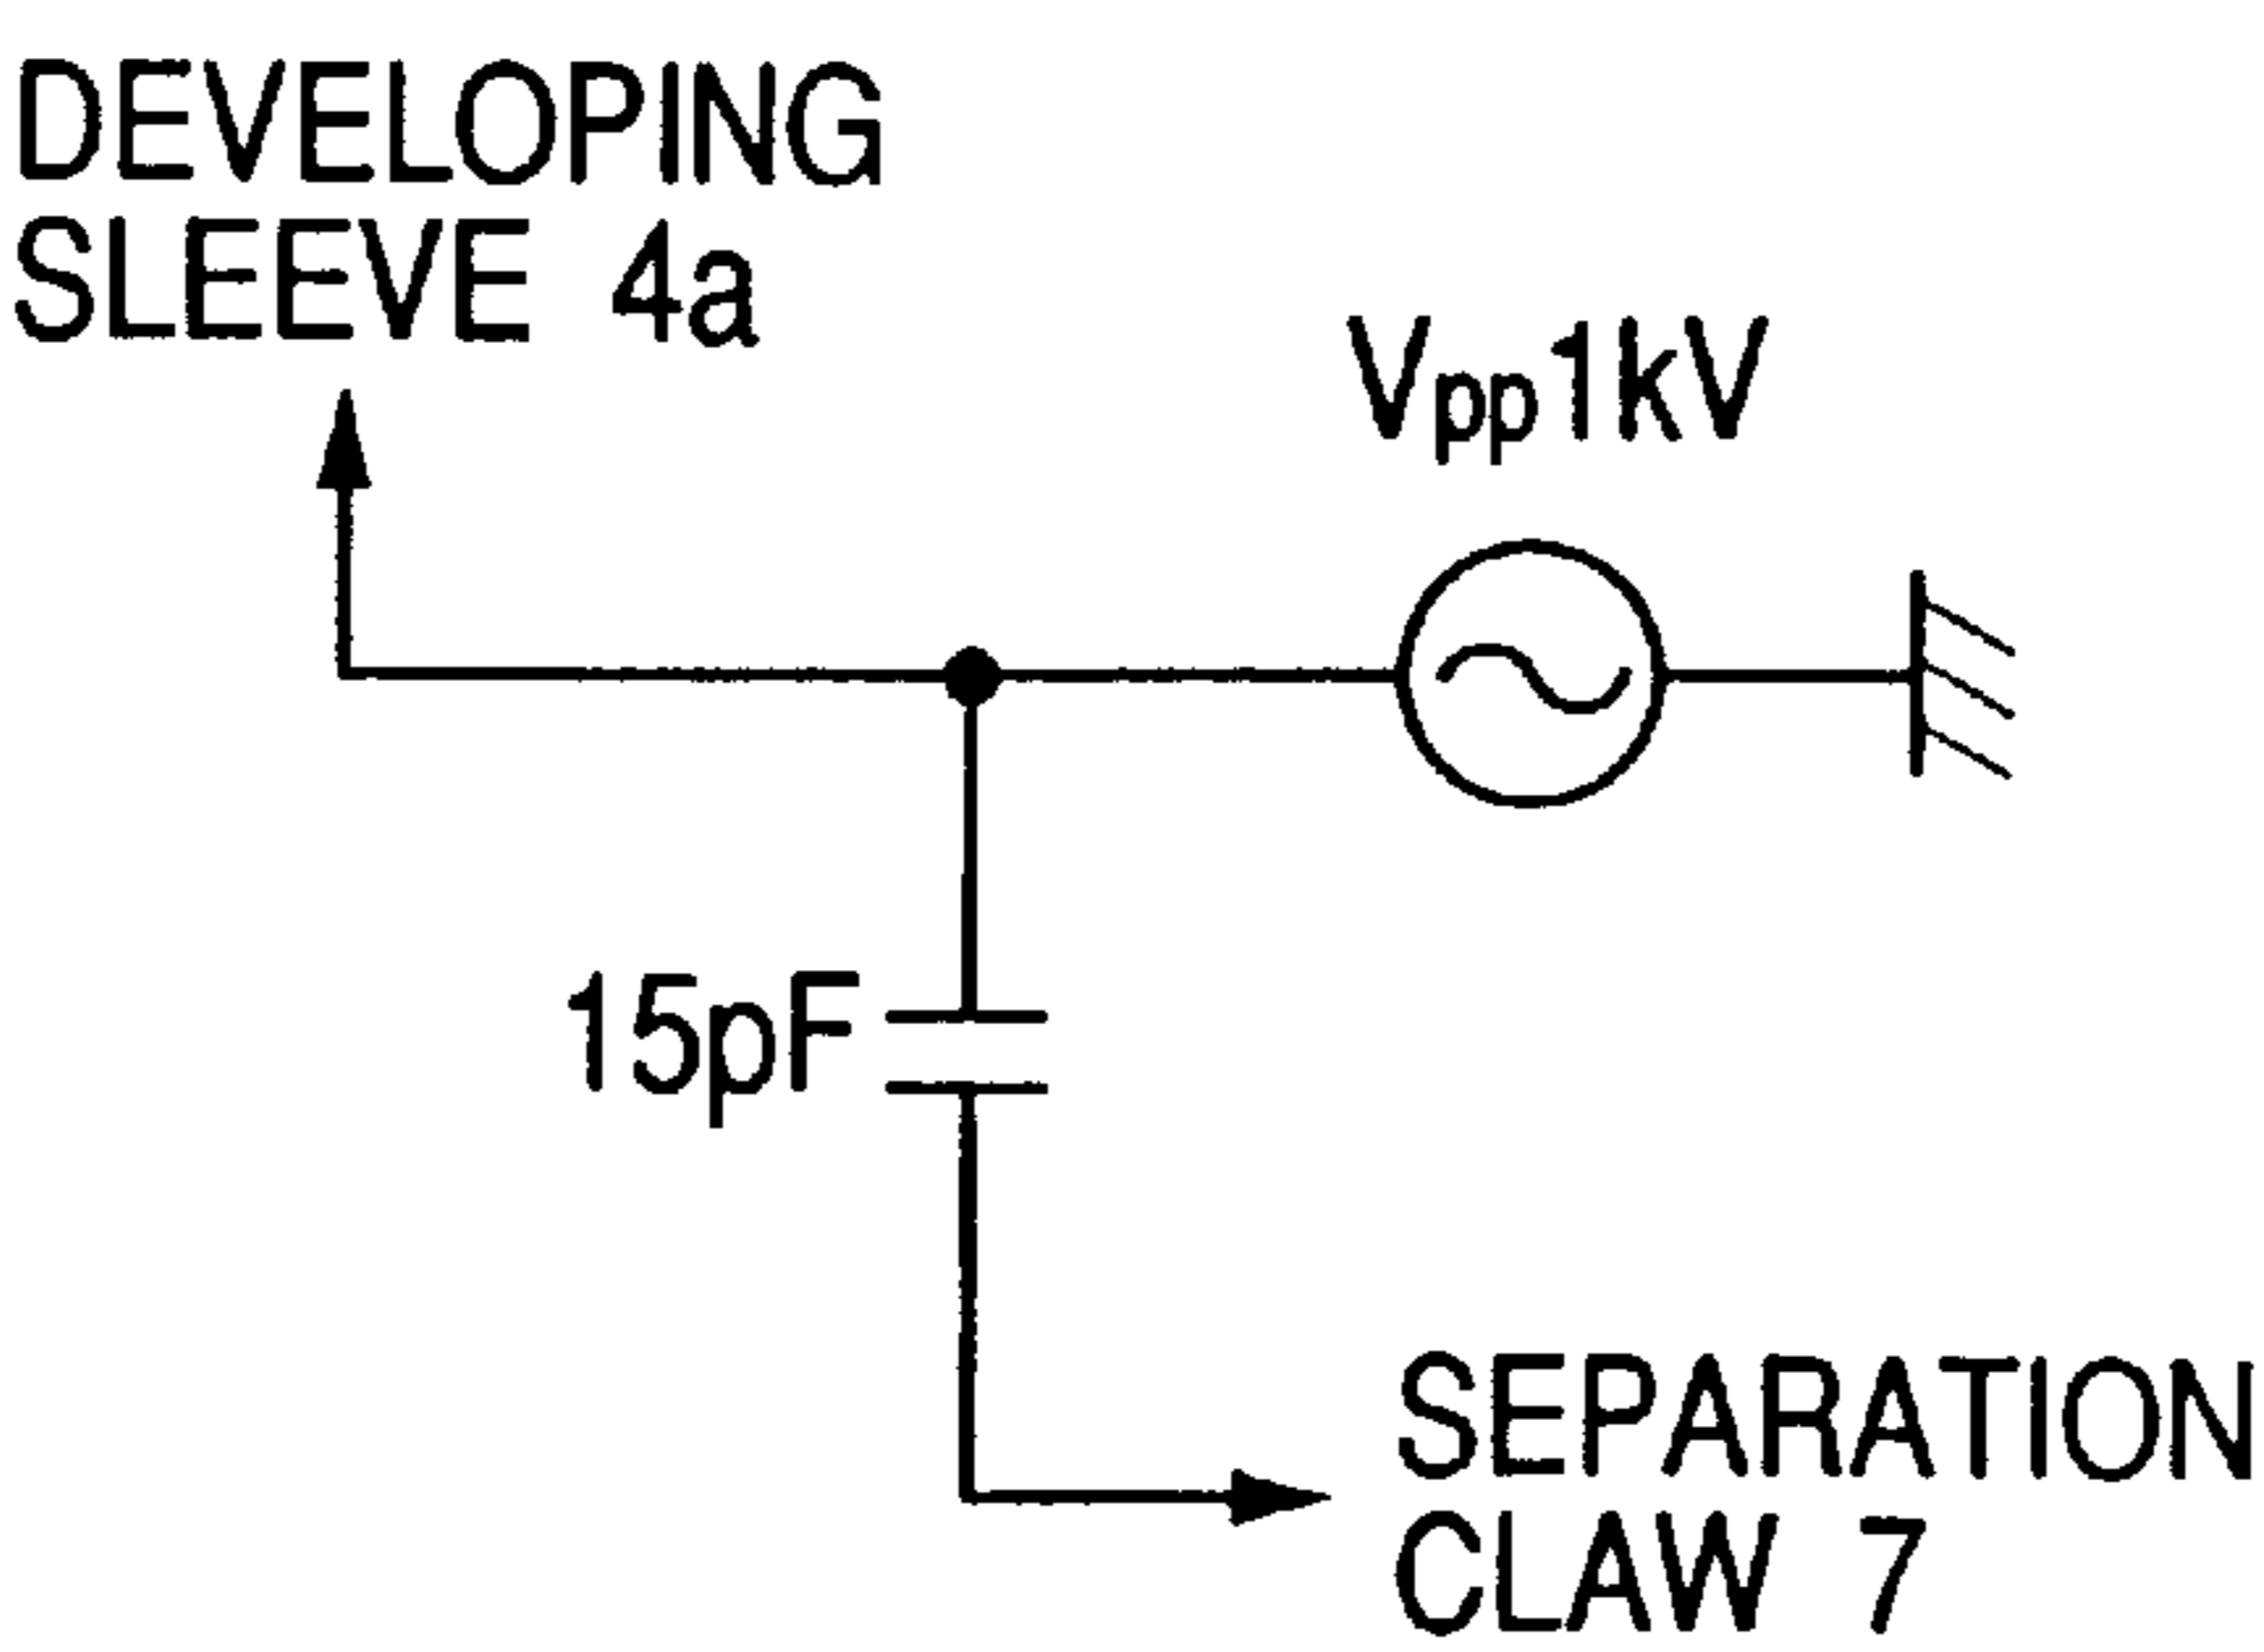 DEVELOPING
SLEEVE 4a
Vpp1kV
15pF
SEPARATION
CLAW 7